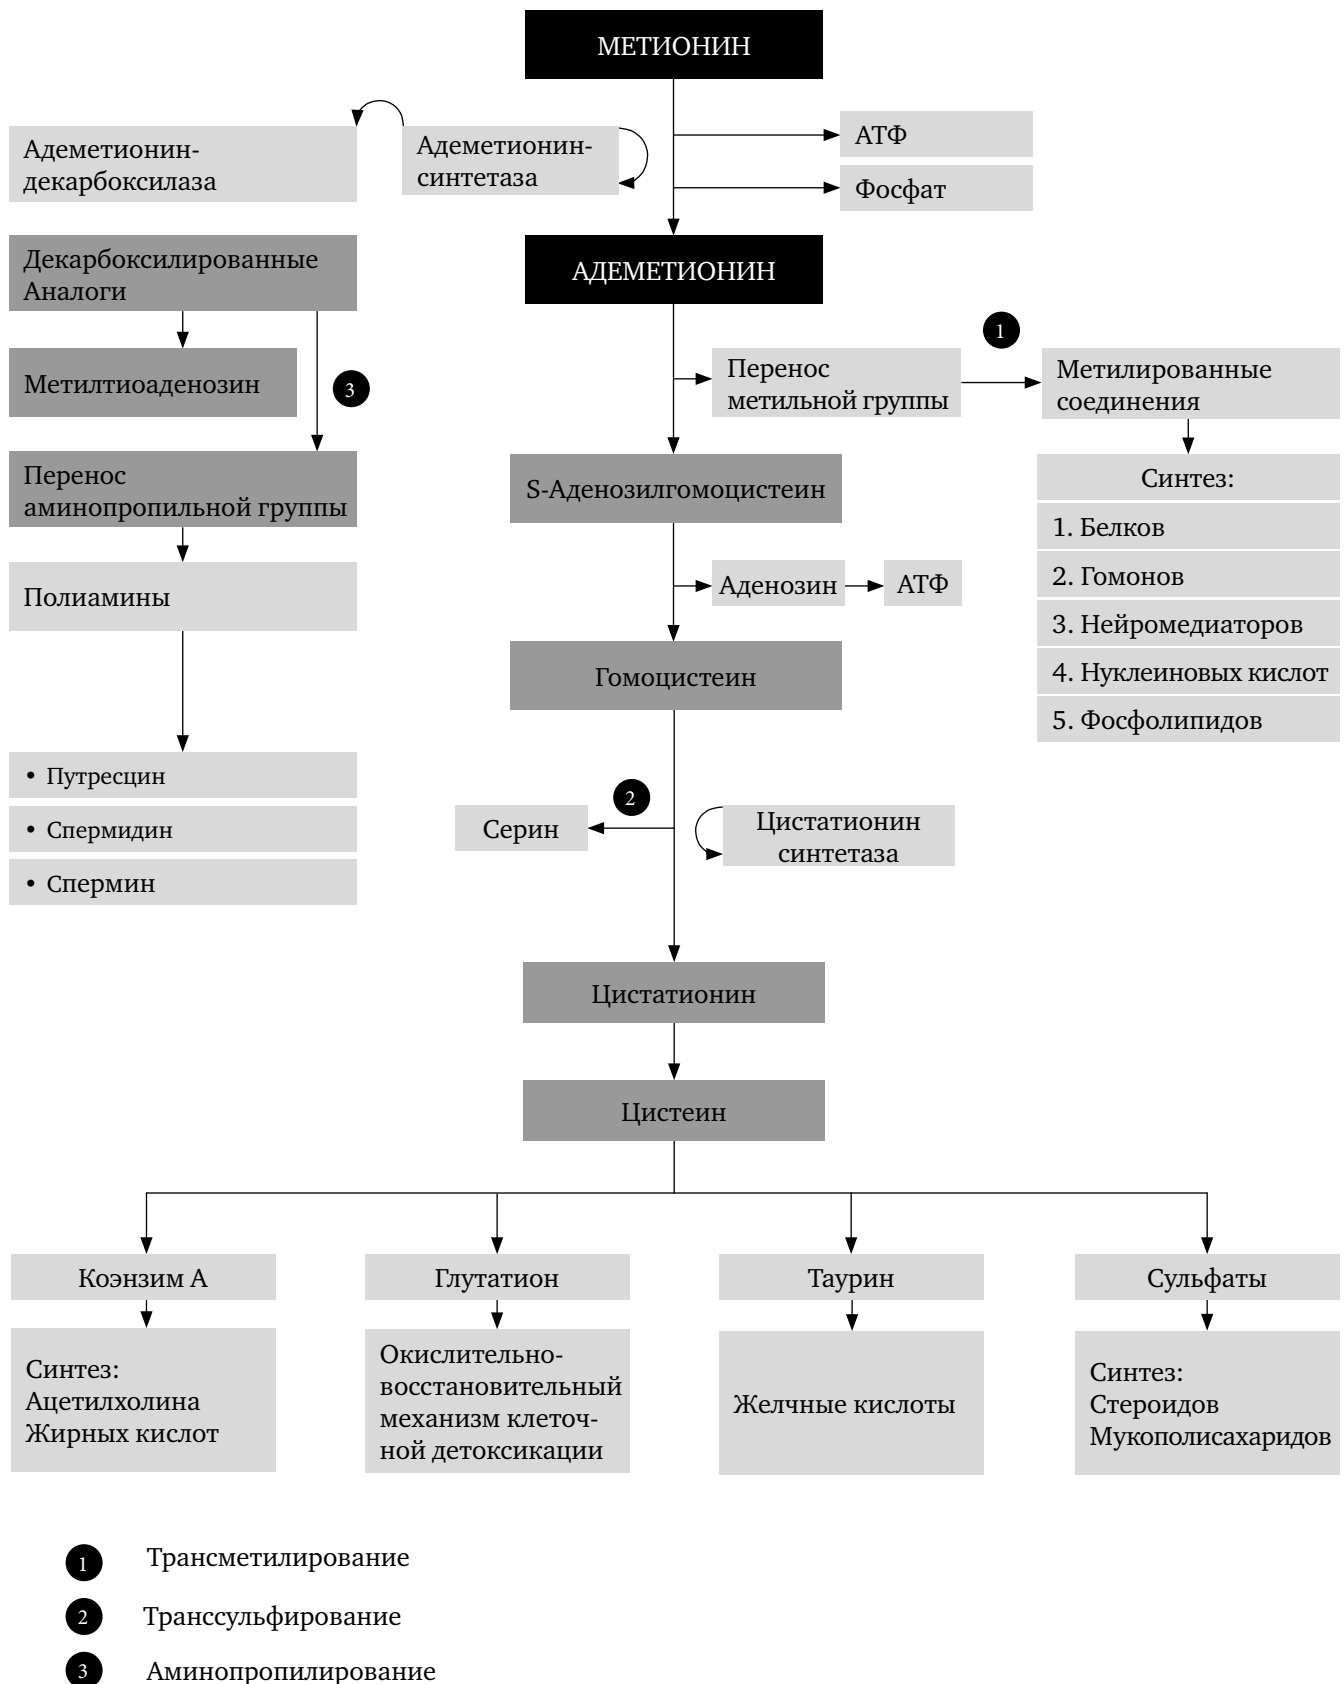 МЕТИОНИН
Адеметионин-
декарбоксилаза
Адеметионин-
синтетаза
АТФ
Фосфат
Декарбоксилированные
Аналоги
АДЕМЕТИОНИН
1
Метилтиоаденозин
3
Перенос
метильной группы
Метилированные
соединения
Перенос
аминопропильной группы
S-Аденозилгомоцистеин
Синтез:
1. Белков
2. Гомонов
3. Нейромедиаторов
4. Нуклеиновых кислот
5. Фосфолипидов
Аденозин
АТФ
Полиамины
Гомоцистеин
• Путресцин
• Спермидин
• Спермин
2
Серин
Цистатионин
синтетаза
Цистатионин
Цистеин
Коэнзим А
Глутатион
Таурин
Сульфаты
Синтез:
Ацетилхолина
Жирных кислот
Окислительно-
восстановительный
механизм клеточ-
ной детоксикации
Желчные кислоты
Синтез:
Стероидов
Мукополисахаридов
1 Трансметилирование
2 Транссульфирование
3 Аминопропилирование